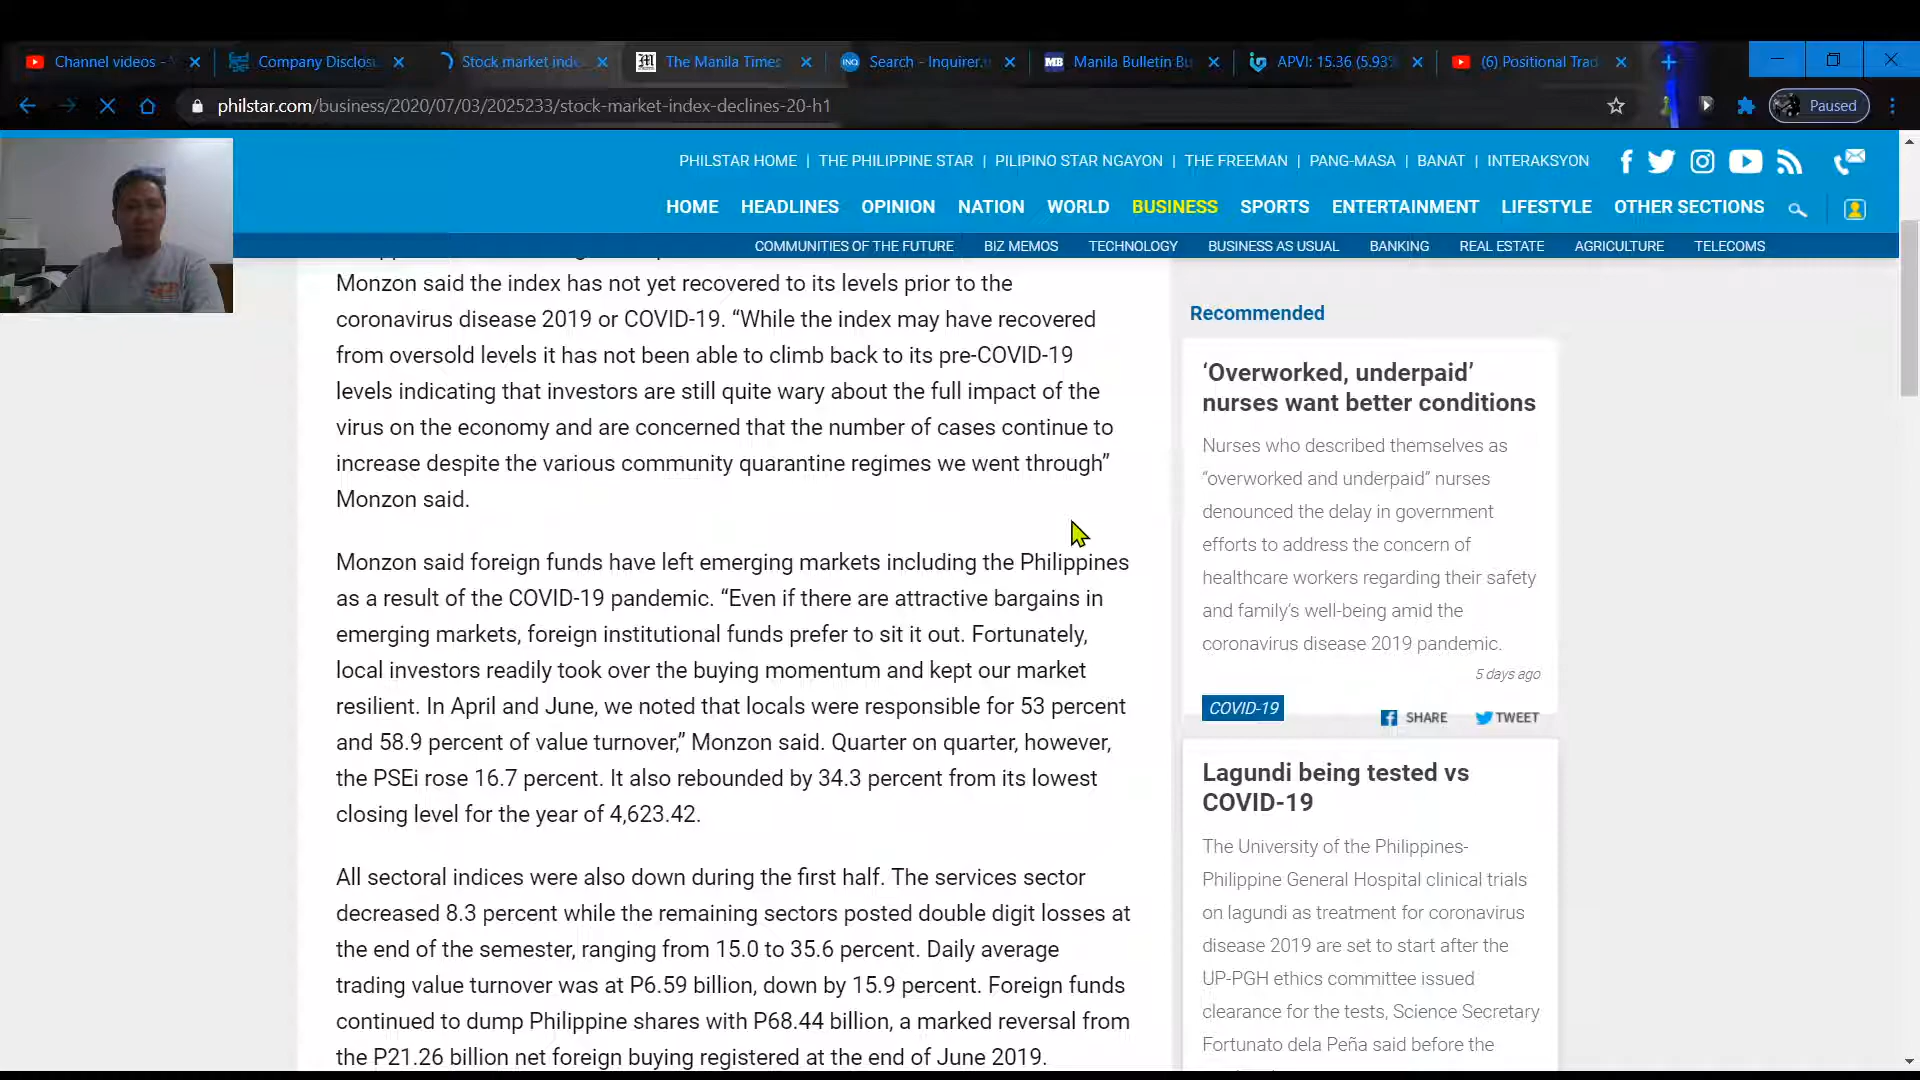 Channel videos - Y
Company Disclosu
Stock market inde
The Manila Times
Search - Inquirer.n
Manila Bulletin Bu
APVI: 15.36 (5.93%
(6) Positional Trad
philstar.com/business/2020/07/03/2025233/stock-market-index-declines-20-h1
Paused
PHILSTAR HOME | THE PHILIPPINE STAR | PILIPINO STAR NGAYON | THE FREEMAN | PANG-MASA | BANAT | INTERAKSYON
HOME HEADLINES OPINION NATION WORLD BUSINESS SPORTS ENTERTAINMENT LIFESTYLE OTHER SECTIONS
COMMUNITIES OF THE FUTURE BIZ MEMOS TECHNOLOGY BUSINESS AS USUAL BANKING REAL ESTATE AGRICULTURE TELECOMS
Monzon said the index has not yet recovered to its levels prior to the
coronavirus disease 2019 or COVID-19. “While the index may have recovered
from oversold levels it has not been able to climb back to its pre-COVID-19
levels indicating that investors are still quite wary about the full impact of the
virus on the economy and are concerned that the number of cases continue to
increase despite the various community quarantine regimes we went through”
Monzon said.
Monzon said foreign funds have left emerging markets including the Philippines
as a result of the COVID-19 pandemic. “Even if there are attractive bargains in
emerging markets, foreign institutional funds prefer to sit it out. Fortunately,
local investors readily took over the buying momentum and kept our market
resilient. In April and June, we noted that locals were responsible for 53 percent
and 58.9 percent of value turnover,” Monzon said. Quarter on quarter, however,
the PSEi rose 16.7 percent. It also rebounded by 34.3 percent from its lowest
closing level for the year of 4,623.42.
All sectoral indices were also down during the first half. The services sector
decreased 8.3 percent while the remaining sectors posted double digit losses at
the end of the semester, ranging from 15.0 to 35.6 percent. Daily average
trading value turnover was at P6.59 billion, down by 15.9 percent. Foreign funds
continued to dump Philippine shares with P68.44 billion, a marked reversal from
the P21.26 billion net foreign buying registered at the end of June 2019.
Recommended
‘Overworked, underpaid’
nurses want better conditions
Nurses who described themselves as
“overworked and underpaid” nurses
denounced the delay in government
efforts to address the concern of
healthcare workers regarding their safety
and family’s well-being amid the
coronavirus disease 2019 pandemic.
5 days ago
COVID-19
SHARE TWEET
Lagundi being tested vs
COVID-19
The University of the Philippines-
Philippine General Hospital clinical trials
on lagundi as treatment for coronavirus
disease 2019 are set to start after the
UP-PGH ethics committee issued
clearance for the tests, Science Secretary
Fortunato dela Peña said before the